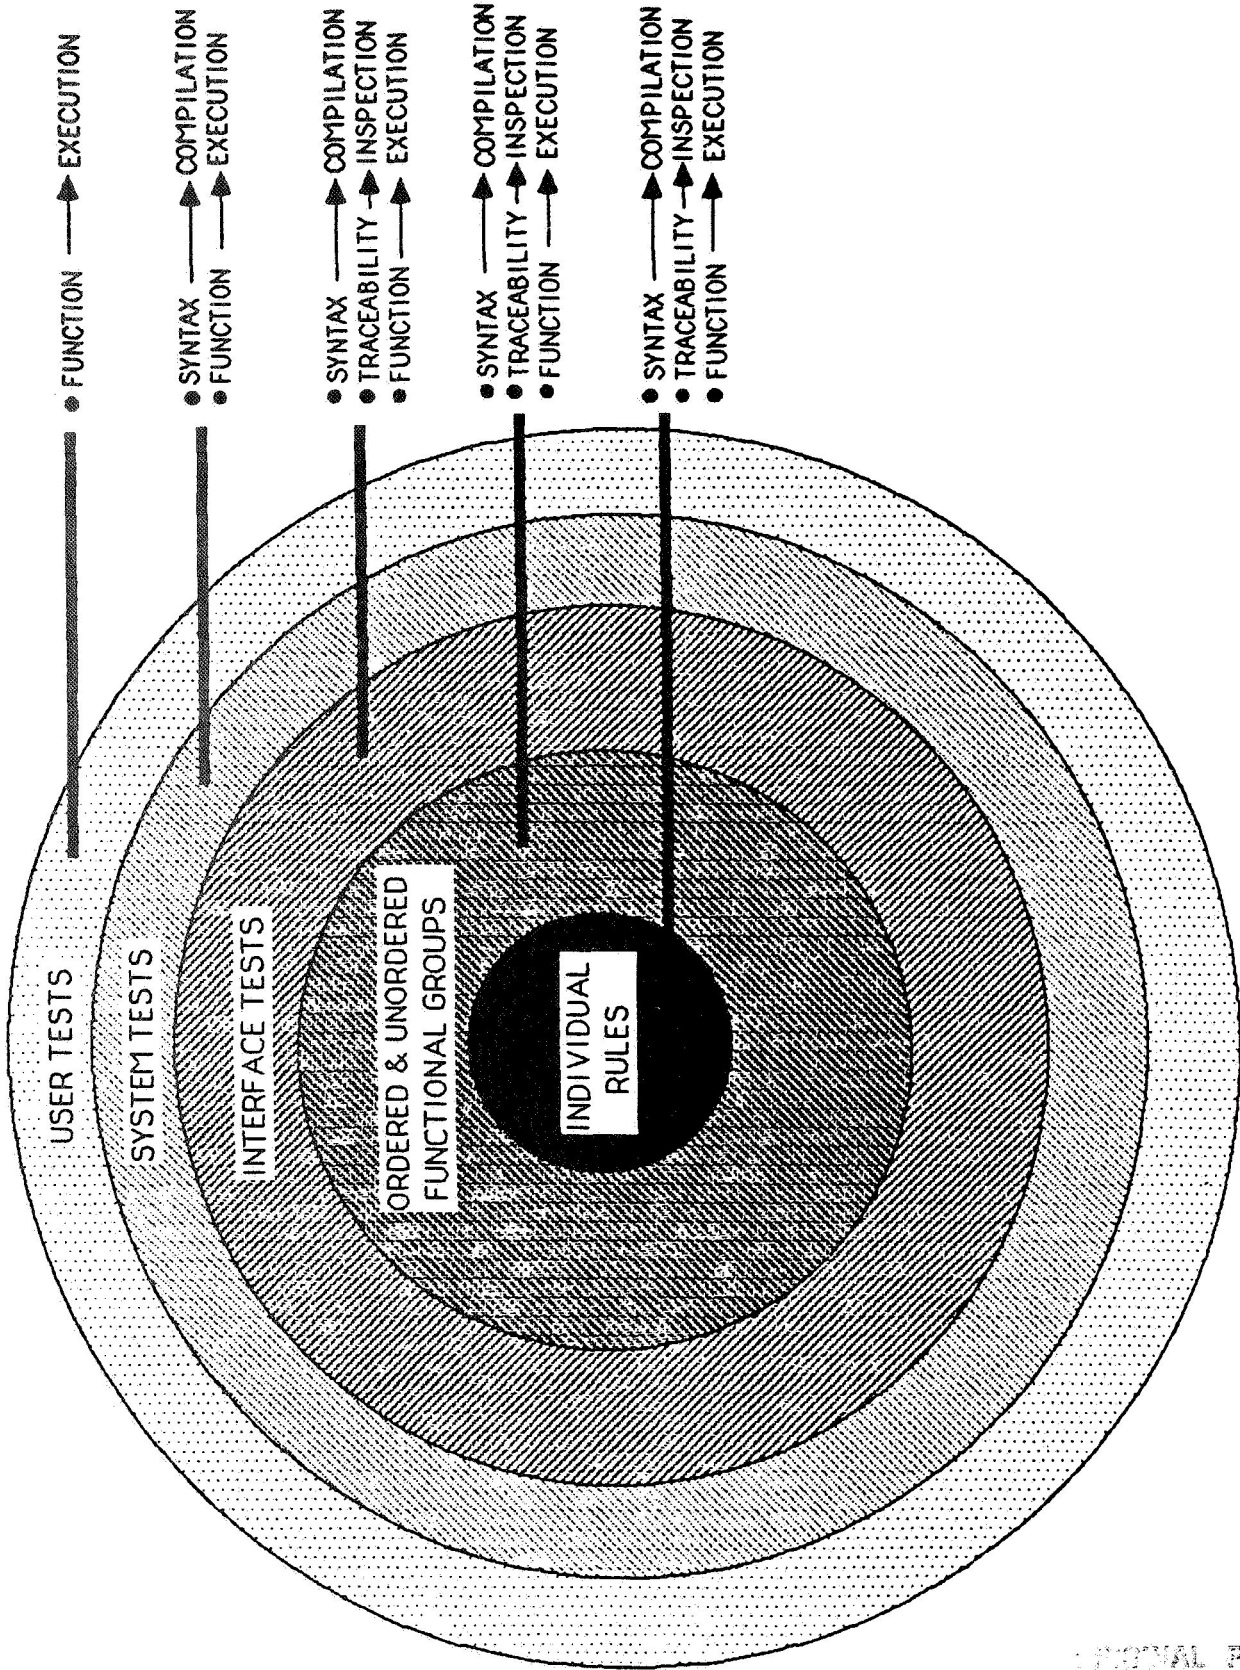 USER TESTS
● FUNCTION → EXECUTION
SYSTEM TESTS
● SYNTAX → COMPILATION
● FUNCTION → EXECUTION
INTERFACE TESTS
● SYNTAX → COMPILATION
● TRACEABILITY → INSPECTION
● FUNCTION → EXECUTION
ORDERED & UNORDERED
FUNCTIONAL GROUPS
● SYNTAX → COMPILATION
● TRACEABILITY → INSPECTION
● FUNCTION → EXECUTION
INDIVIDUAL
RULES
● SYNTAX → COMPILATION
● TRACEABILITY → INSPECTION
● FUNCTION → EXECUTION